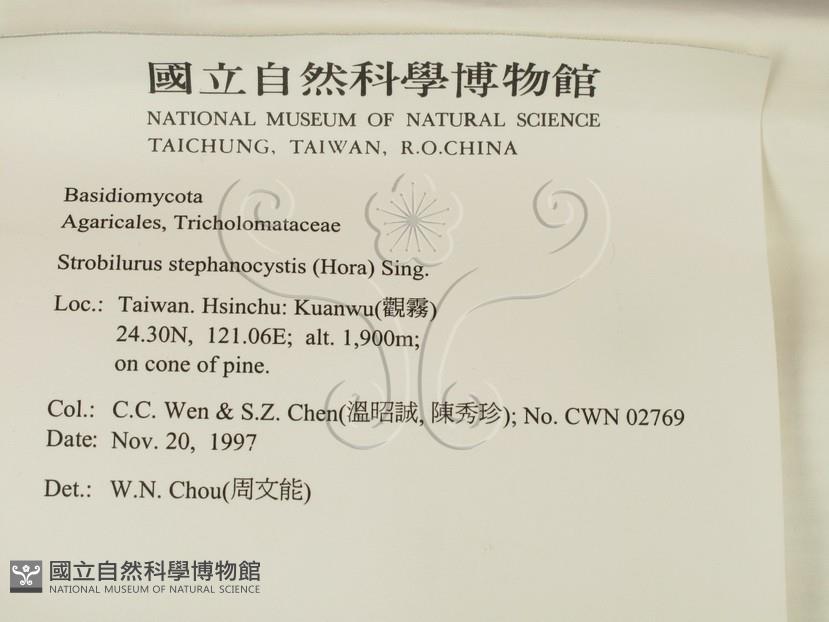 國立自然科學博物館
NATIONAL MUSEUM OF NATURAL SCIENCE
TAICHUNG, TAIWAN, R.O.CHINA
Basidiomycota
Agaricales, Tricholomataceae
Strobilurus stephanocystis (Hora) Sing.
Loc.: Taiwan. Hsinchu: Kuanwu(觀霧)
24.30N, 121.06E; alt. 1,900m;
on cone of pine.
Col.: C.C. Wen & S.Z. Chen(溫昭誠, 陳秀珍); No. CWN 02769
Date: Nov. 20, 1997
Det.: W.N. Chou(周文能)
國立自然科學博物館
NATIONAL MUSEUM OF NATURAL SCIENCE